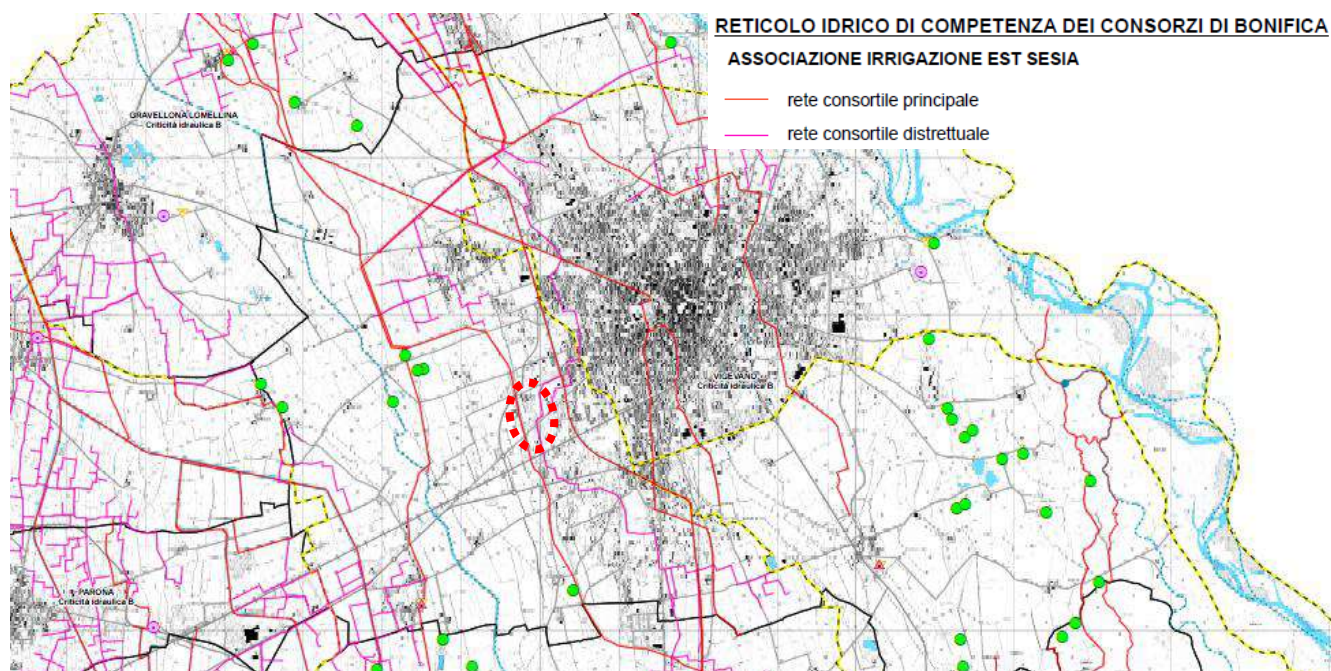 RETICOLO IDRICO DI COMPETENZA DEI CONSORZI DI BONIFICA
ASSOCIAZIONE IRRIGAZIONE EST SESIA
rete consortile principale
rete consortile distrettuale
GRAVELLONA LOMELLINA
Criticità idraulica B
VIGEVANO
Criticità idraulica B
PARONA
Criticità idraulica B